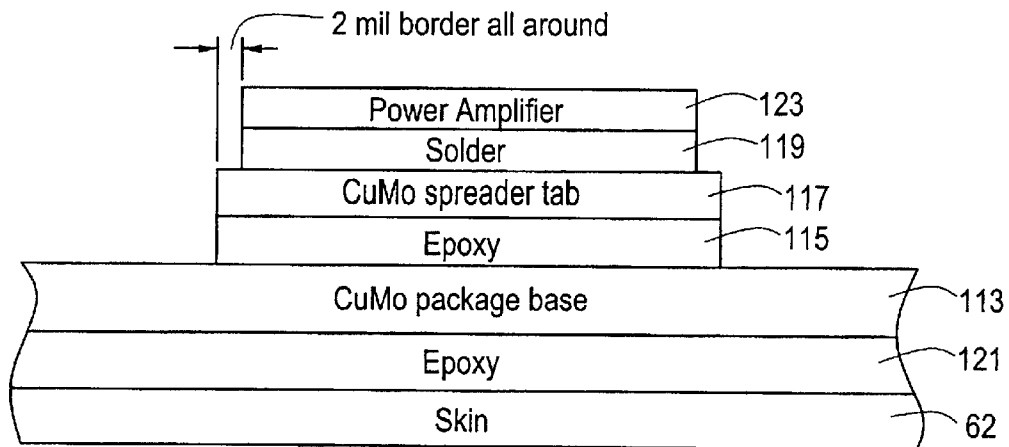 2 mil border all around
Power Amplifier
123
Solder
119
CuMo spreader tab
117
Epoxy
115
CuMo package base
113
Epoxy
121
Skin
62